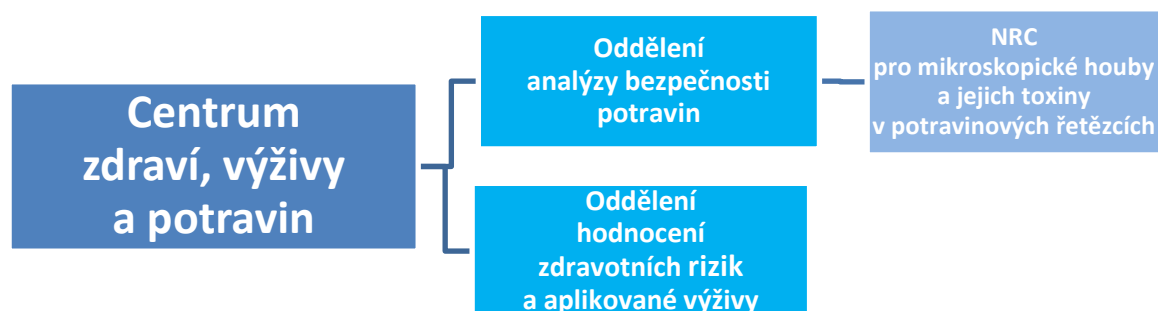 Centrum
zdraví, výživy
a potravin
Oddělení
analýzy bezpečnosti
potravin
NRC
pro mikroskopické houby
a jejich toxiny
v potravinových řetězcích
Oddělení
hodnocení
zdravotních rizik
a aplikované výživy